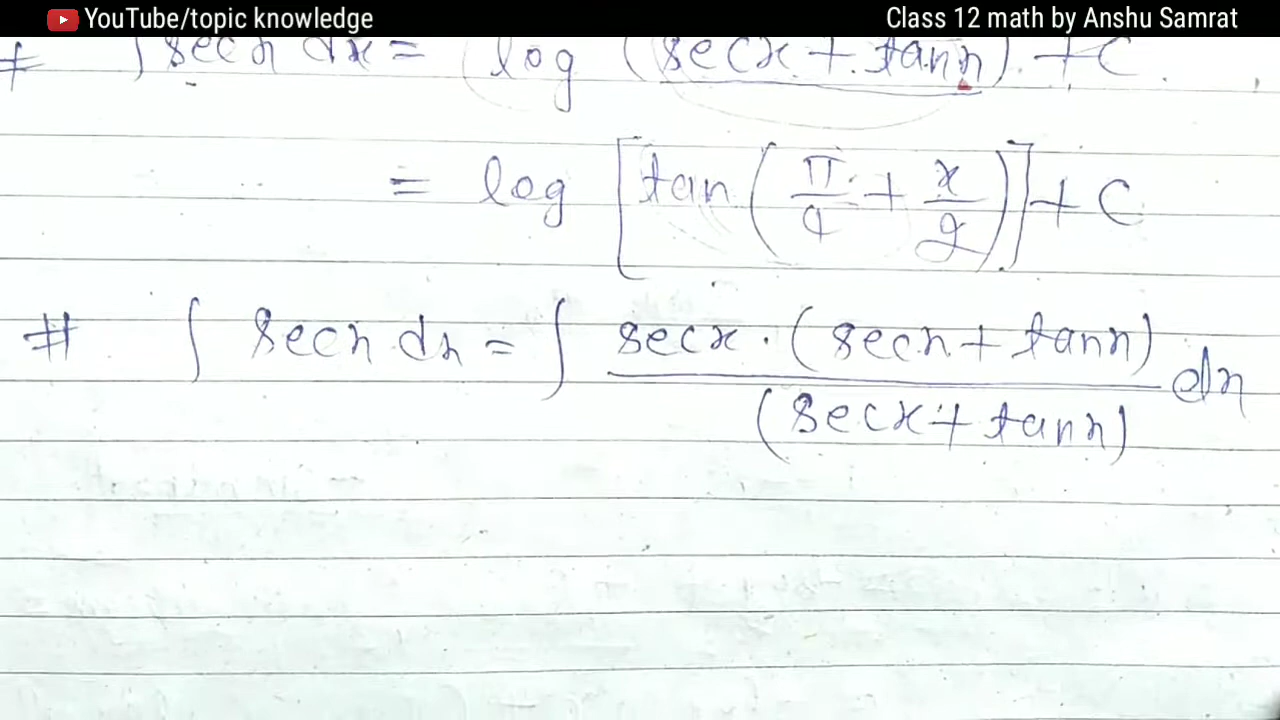 YouTube/topic knowledge Class 12 math by Anshu Samrat
≠ ∫ secx dx = log (secx + tanx) + C
= log [tan(π/4 + x/2)] + C
# ∫ secx dx = ∫ secx · (secx + tanx) / (secx + tanx) dx